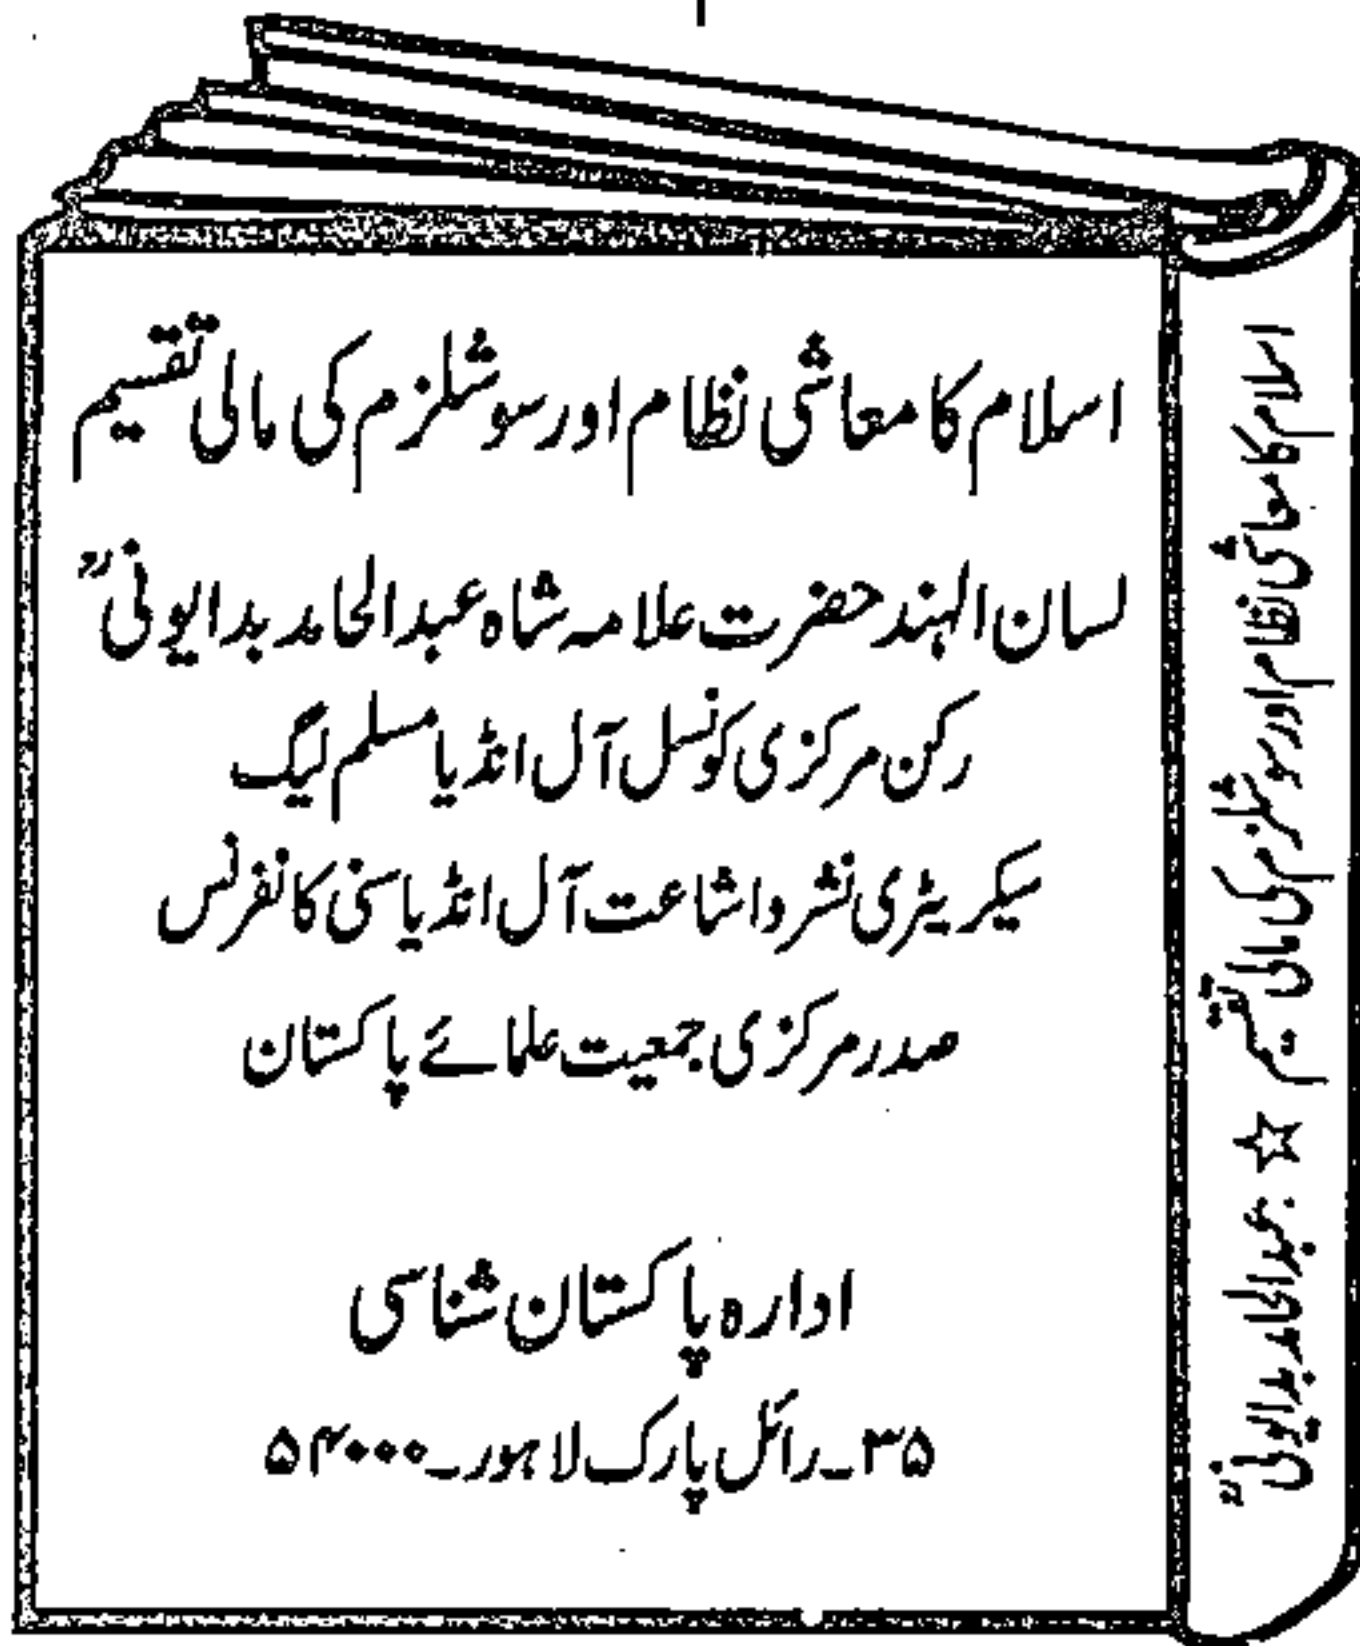 اسلام کا معاشی نظام اور سوشلزم کی مالی تقسیم
لسان الہند حضرت علامہ شاہ عبدالحامد بدایونیؒ
رکن مرکزی کونسل آل انڈیا مسلم لیگ
سیکریٹری نشر و اشاعت آل انڈیا سنی کانفرنس
صدر مرکزی جمعیت علمائے پاکستان
ادارہ پاکستان شناسی
۳۵۔رائل پارک لاہور۔۵۴۰۰۰
اسلام کا معاشی نظام اور سوشلزم کی مالی تقسیم ☆ عبدالحامد بدایونیؒ